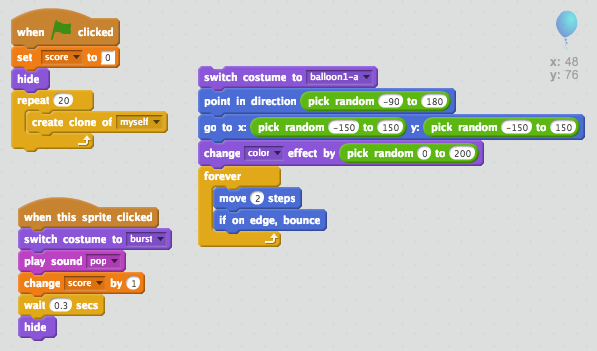 when clicked
set score to 0
hide
repeat 20
create clone of myself
when this sprite clicked
switch costume to burst
play sound pop
change score by 1
wait 0.3 secs
hide
switch costume to balloon1-a
point in direction pick random -90 to 180
go to x: pick random -150 to 150 y: pick random -150 to 150
change color effect by pick random 0 to 200
forever
move 2 steps
if on edge, bounce
x: 48
y: 76